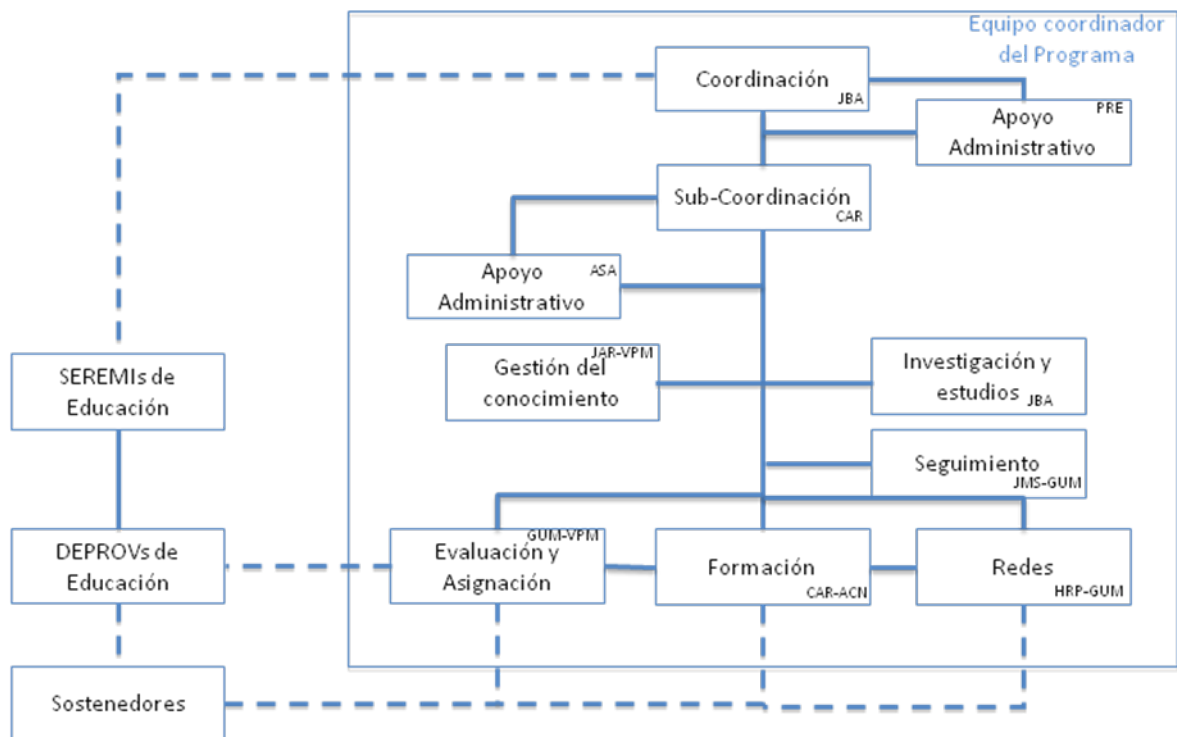 Equipo coordinador
del Programa
Coordinación
JBA
PRE
Apoyo
Administrativo
Sub-Coordinación
CAR
ASA
Apoyo
Administrativo
JAR-VPM
Gestión del
conocimiento
Investigación y
estudios
JBA
SEREMIs de
Educación
Seguimiento
JMS-GUM
DEPROVs de
Educación
GUM-VPM
Evaluación y
Asignación
Formación
CAR-ACN
Redes
HRP-GUM
Sostenedores